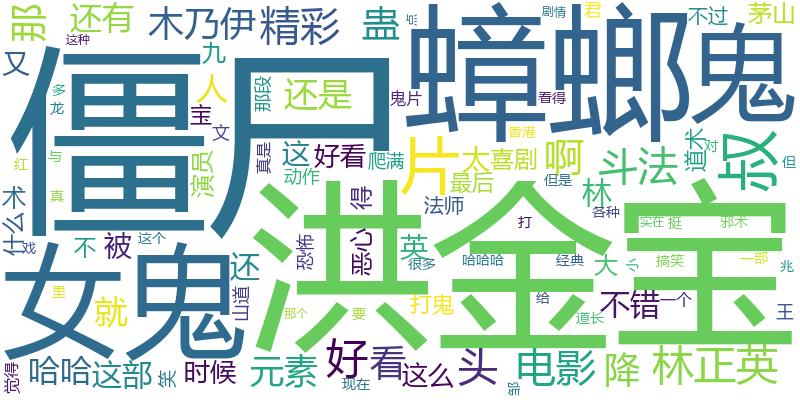 那
还有
这种
木乃伊
精彩
蛊
点
剧情
君
不过
茅山
又
多
龙
九
人
宝
文
那段
还是
鬼片
看得
僵尸
蟑螂
鬼
香港
红
与
真
演员
真是
这
好看
爬满
片
太
喜剧
啊
斗法
道术
对
叔
但
术
什么
戏
动作
最后
但是
林
不
被
这个
恐怖
恶心
得
法师
打
各种
实在
挺
邪术
女鬼
洪金宝
还
英
很多
哈哈哈
经典
大
小
搞笑
一部
兆
里
就
山道
那个
要
打鬼
给
道长
不错
一个
王
觉得
哈哈
这部
笑
时候
元素
好
看
现在
这么
头
邹
电影
降
林正英